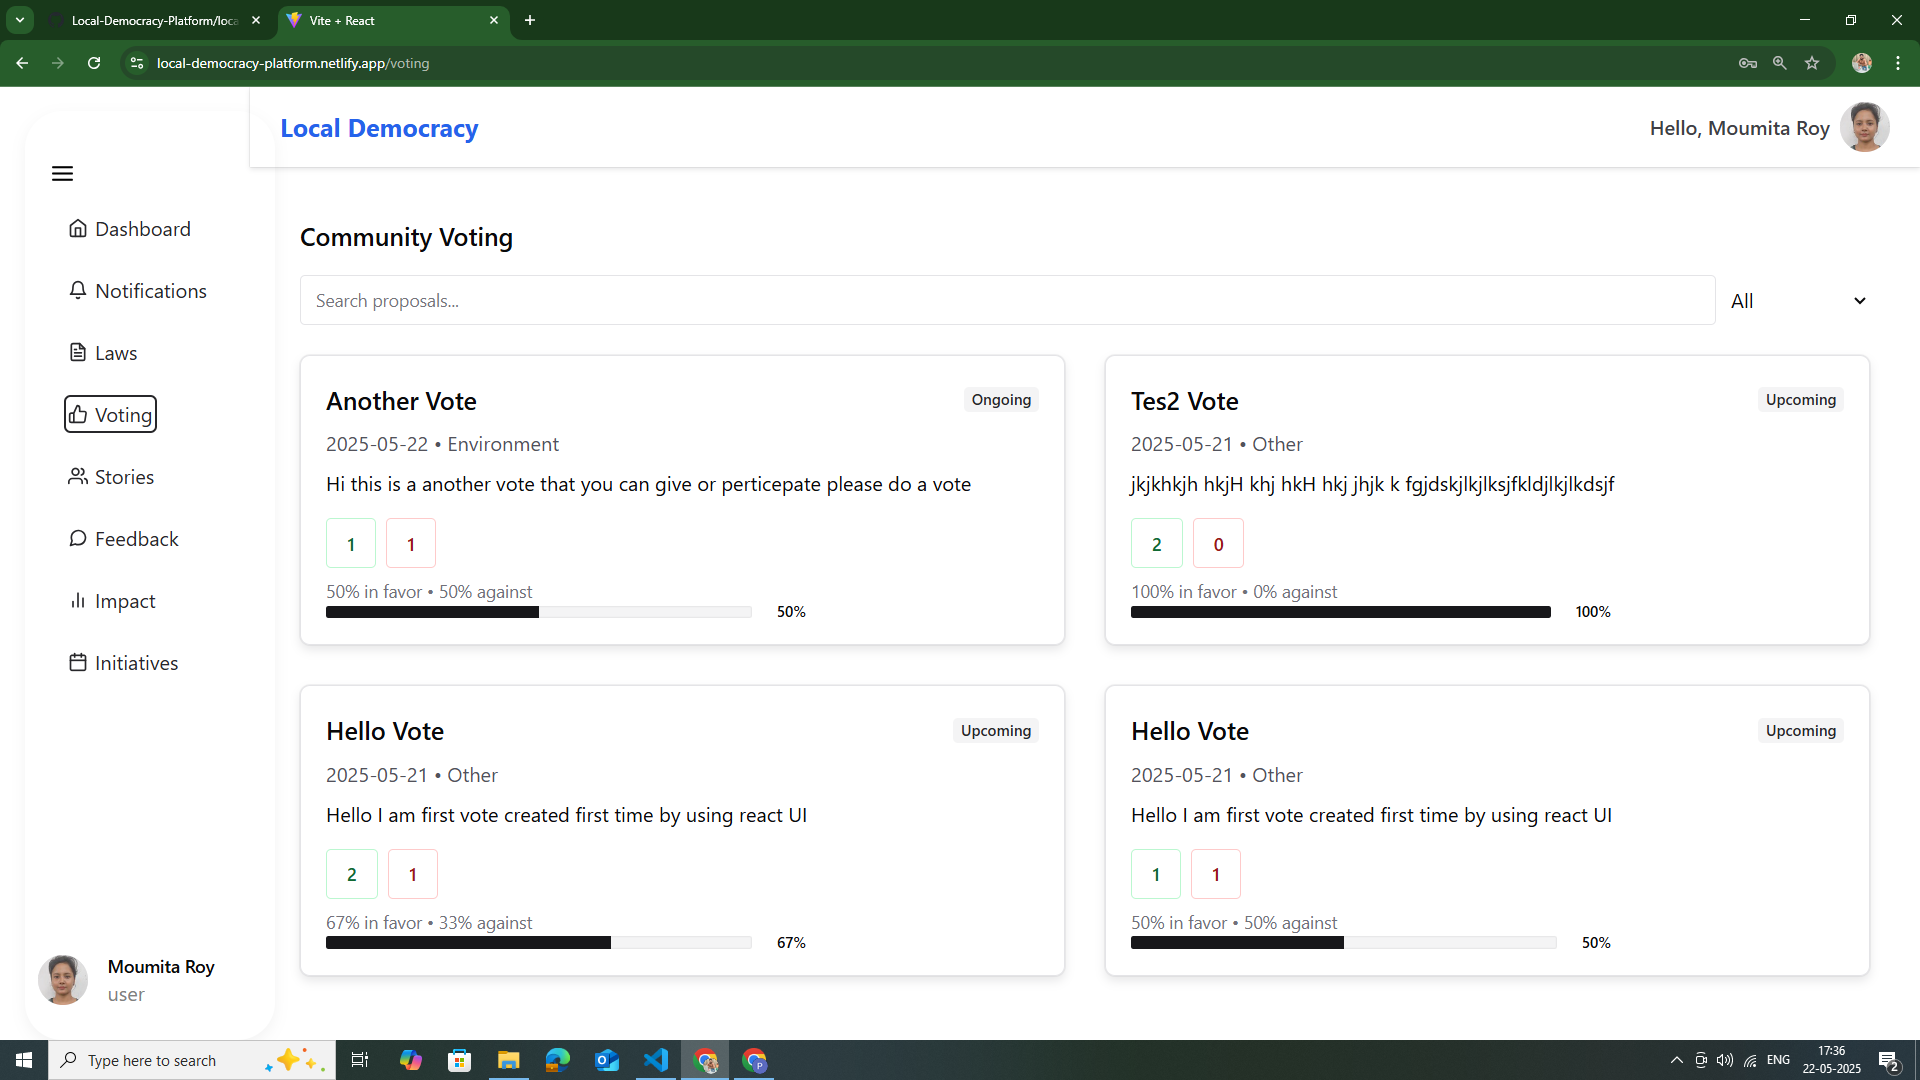 Local-Democracy-Platform/loca
Vite + React
local-democracy-platform.netlify.app/voting
Local Democracy
Hello, Moumita Roy
Dashboard
Notifications
Laws
Voting
Stories
Feedback
Impact
Initiatives
Moumita Roy
user
Community Voting
Search proposals...
All
Another Vote
Ongoing
2025-05-22 • Environment
Hi this is a another vote that you can give or perticepate please do a vote
1 1
50% in favor • 50% against
50%
Tes2 Vote
Upcoming
2025-05-21 • Other
jkjkhkjh hkjH khj hkH hkj jhjk k fgjdskjlkjlksjfkldjlkjlkdsjf
2 0
100% in favor • 0% against
100%
Hello Vote
Upcoming
2025-05-21 • Other
Hello I am first vote created first time by using react UI
2 1
67% in favor • 33% against
67%
Hello Vote
Upcoming
2025-05-21 • Other
Hello I am first vote created first time by using react UI
1 1
50% in favor • 50% against
50%
Type here to search
P
ENG
17:36
22-05-2025
2